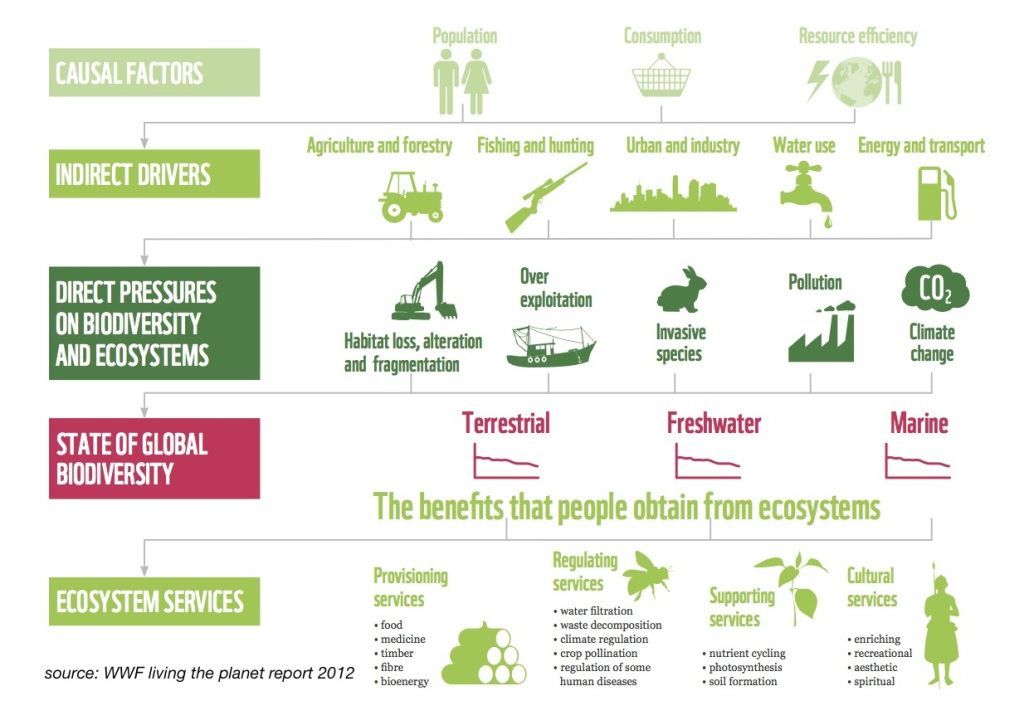 CAUSAL FACTORS
Population
Consumption
Resource efficiency
INDIRECT DRIVERS
Agriculture and forestry
Fishing and hunting
Urban and industry
Water use
Energy and transport
DIRECT PRESSURES
ON BIODIVERSITY
AND ECOSYSTEMS
Habitat loss, alteration
and fragmentation
Over
exploitation
Invasive
species
Pollution
CO2
Climate
change
STATE OF GLOBAL
BIODIVERSITY
Terrestrial
Freshwater
Marine
The benefits that people obtain from ecosystems
ECOSYSTEM SERVICES
Provisioning
services
• food
• medicine
• timber
• fibre
• bioenergy
Regulating
services
• water filtration
• waste decomposition
• climate regulation
• crop pollination
• regulation of some
human diseases
Supporting
services
• nutrient cycling
• photosynthesis
• soil formation
Cultural
services
• enriching
• recreational
• aesthetic
• spiritual
source: WWF living the planet report 2012